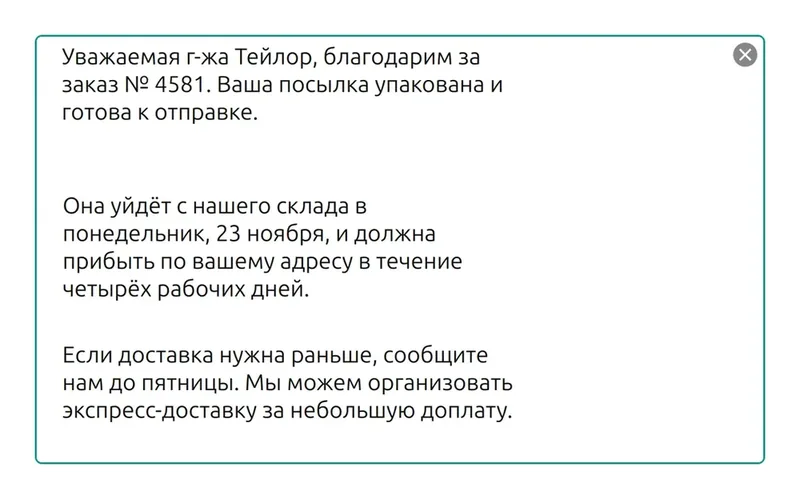 Уважаемая г-жа Тейлор, благодарим за
заказ № 4581. Ваша посылка упакована и
готова к отправке.
Она уйдёт с нашего склада в
понедельник, 23 ноября, и должна
прибыть по вашему адресу в течение
четырёх рабочих дней.
Если доставка нужна раньше, сообщите
нам до пятницы. Мы можем организовать
экспресс-доставку за небольшую доплату.